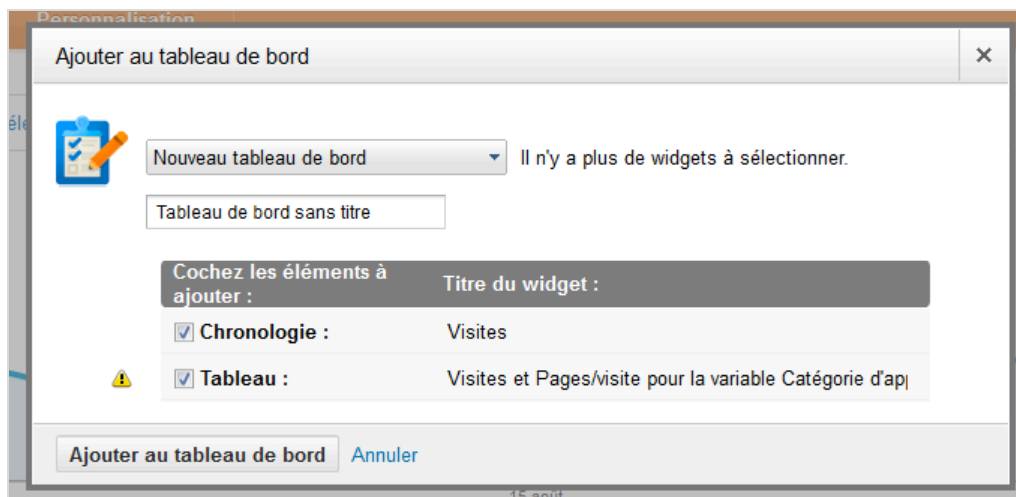 Personnalisation
Ajouter au tableau de bord
Nouveau tableau de bord
Il n'y a plus de widgets à sélectionner.
Tableau de bord sans titre
Cochez les éléments à
ajouter :
Titre du widget :
Chronologie :
Visites
Tableau :
Visites et Pages/visite pour la variable Catégorie d'app
Ajouter au tableau de bord
Annuler
15 août